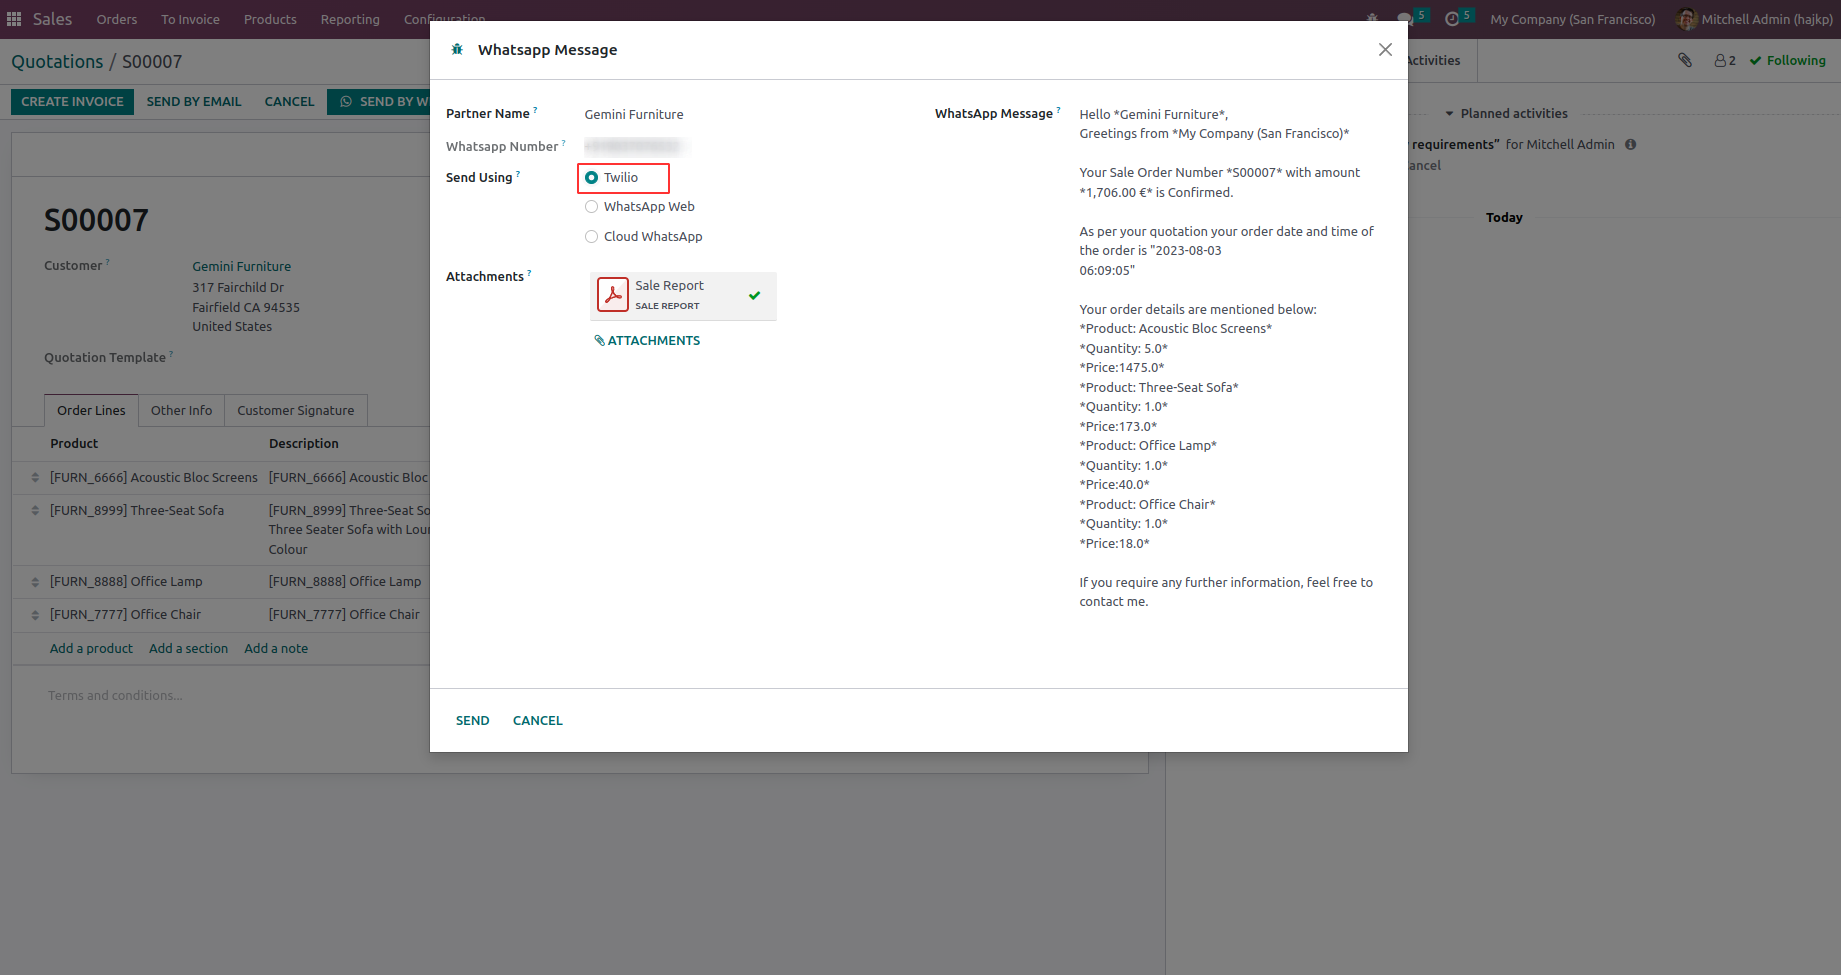 Sales Orders To Invoice Products Reporting Configuration
5 5 My Company (San Francisco) Mitchell Admin (hajkp)
Quotations / S00007
Activities 2 Following
CREATE INVOICE SEND BY EMAIL CANCEL SEND BY W
S00007
Customer ? Gemini Furniture
317 Fairchild Dr
Fairfield CA 94535
United States
Quotation Template ?
Order Lines Other Info Customer Signature
Product Description
[FURN_6666] Acoustic Bloc Screens [FURN_6666] Acoustic Bloc
[FURN_8999] Three-Seat Sofa [FURN_8999] Three-Seat So
Three Seater Sofa with Lou
Colour
[FURN_8888] Office Lamp [FURN_8888] Office Lamp
[FURN_7777] Office Chair [FURN_7777] Office Chair
Add a product Add a section Add a note
Terms and conditions...
Whatsapp Message
Partner Name ? Gemini Furniture
Whatsapp Number ?
Send Using ? Twilio
WhatsApp Web
Cloud WhatsApp
Attachments ? Sale Report
SALE REPORT
ATTACHMENTS
WhatsApp Message ? Hello *Gemini Furniture*,
Greetings from *My Company (San Francisco)*
Your Sale Order Number *S00007* with amount
*1,706.00 €* is Confirmed.
As per your quotation your order date and time of
the order is "2023-08-03
06:09:05"
Your order details are mentioned below:
*Product: Acoustic Bloc Screens*
*Quantity: 5.0*
*Price:1475.0*
*Product: Three-Seat Sofa*
*Quantity: 1.0*
*Price:173.0*
*Product: Office Lamp*
*Quantity: 1.0*
*Price:40.0*
*Product: Office Chair*
*Quantity: 1.0*
*Price:18.0*
If you require any further information, feel free to
contact me.
SEND CANCEL
Planned activities
requirements" for Mitchell Admin
ancel
Today